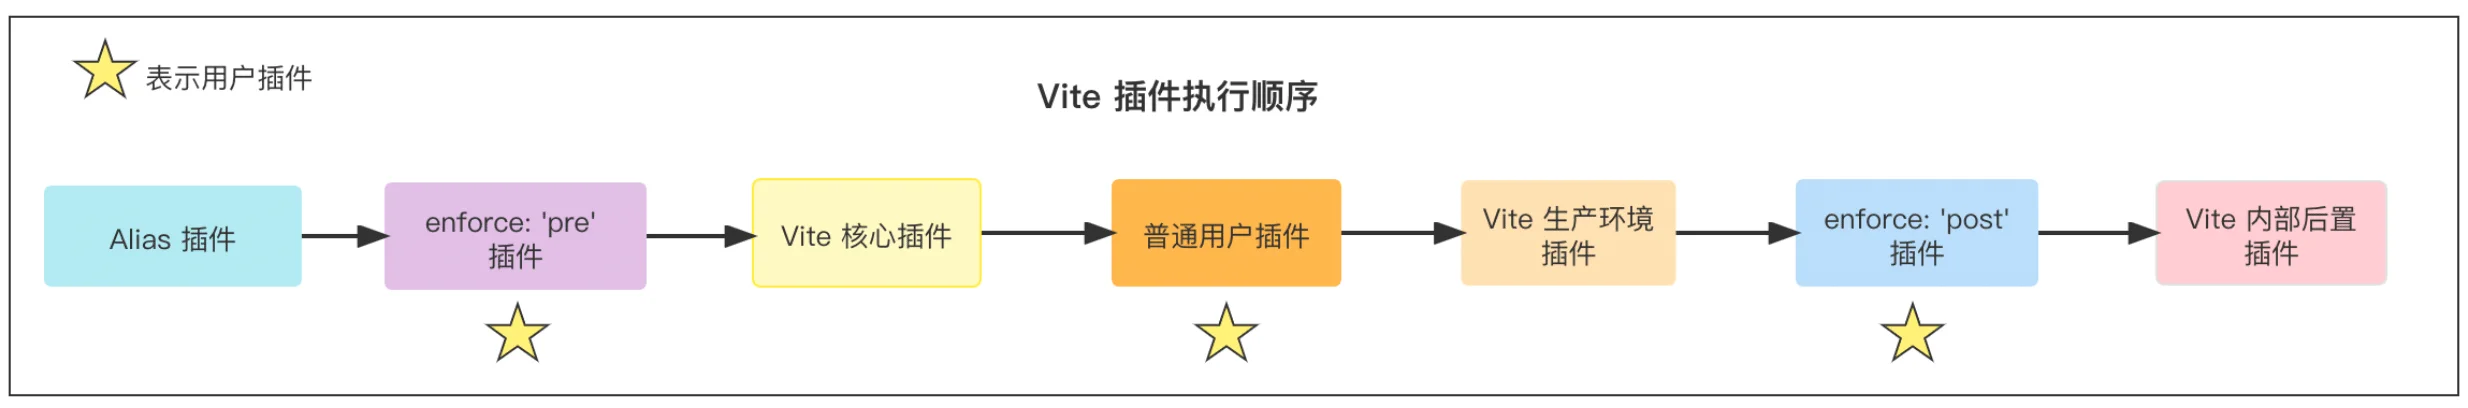 表示用户插件
Vite 插件执行顺序
Alias 插件
enforce: 'pre'
插件
Vite 核心插件
普通用户插件
Vite 生产环境
插件
enforce: 'post'
插件
Vite 内部后置
插件